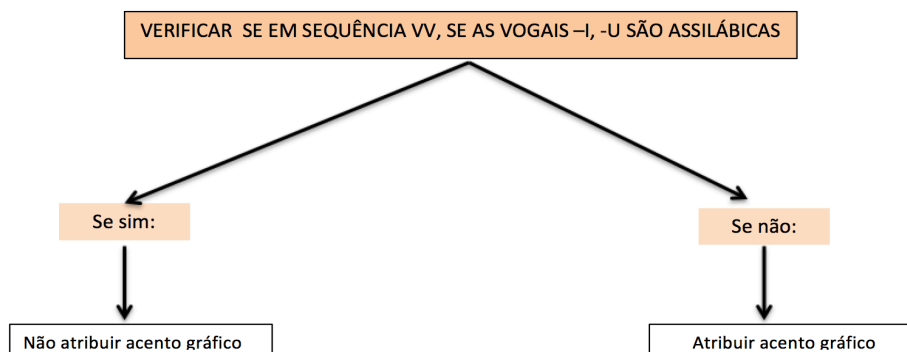 VERIFICAR SE EM SEQUÊNCIA VV, SE AS VOGAIS –I, -U SÃO ASSILÁBICAS
Se sim:
Se não:
Não atribuir acento gráfico
Atribuir acento gráfico